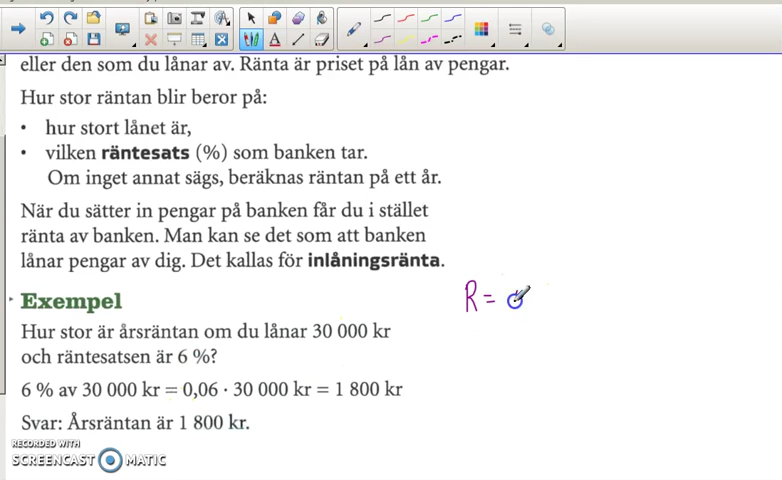 eller den som du lånar av. Ränta är priset på lån av pengar.
Hur stor räntan blir beror på:
• hur stort lånet är,
• vilken räntesats (%) som banken tar.
Om inget annat sägs, beräknas räntan på ett år.
När du sätter in pengar på banken får du i stället
ränta av banken. Man kan se det som att banken
lånar pengar av dig. Det kallas för inlåningsränta.
R =
Exempel
Hur stor är årsräntan om du lånar 30 000 kr
och räntesatsen är 6 %?
6 % av 30 000 kr = 0,06 · 30 000 kr = 1 800 kr
Svar: Årsräntan är 1 800 kr.
RECORDED WITH
SCREENCAST MATIC